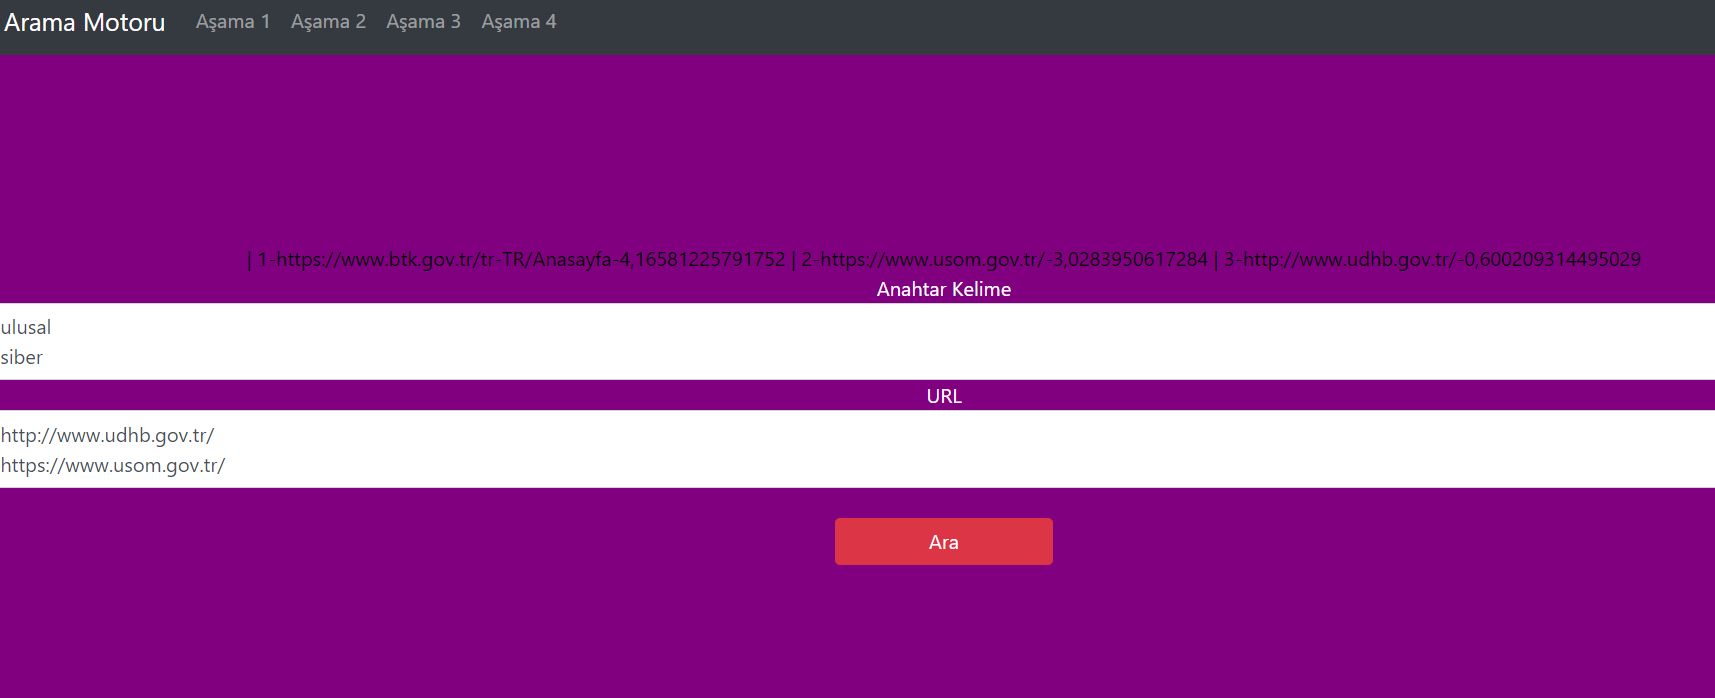 Arama Motoru Aşama 1 Aşama 2 Aşama 3 Aşama 4
| 1-https://www.btk.gov.tr/tr-TR/Anasayfa-4,16581225791752 | 2-https://www.usom.gov.tr/-3,0283950617284 | 3-http://www.udhb.gov.tr/-0,600209314495029
Anahtar Kelime
ulusal
siber
URL
http://www.udhb.gov.tr/
https://www.usom.gov.tr/
Ara